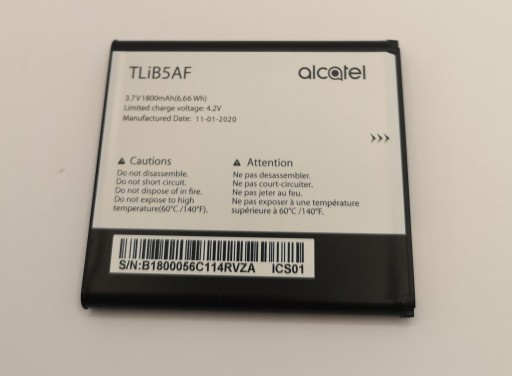 TLiB5AF
alcatel
3.7V1800mAh(6.66 Wh)
Limited charge voltage: 4.2V
Manufactured Date: 11-01-2020
>>>
Cautions
Do not disassemble.
Do not short circuit.
Do not dispose of in fire.
Do not expose to high
temperature(60°C /140°F).
Attention
Ne pas desassembler.
Ne pas court-circuiter.
Ne pas jeter au feu.
Ne pas exposer à une température
supérieure à 60°C /140°F.
S/N:B1800056C114RVZA ICS01